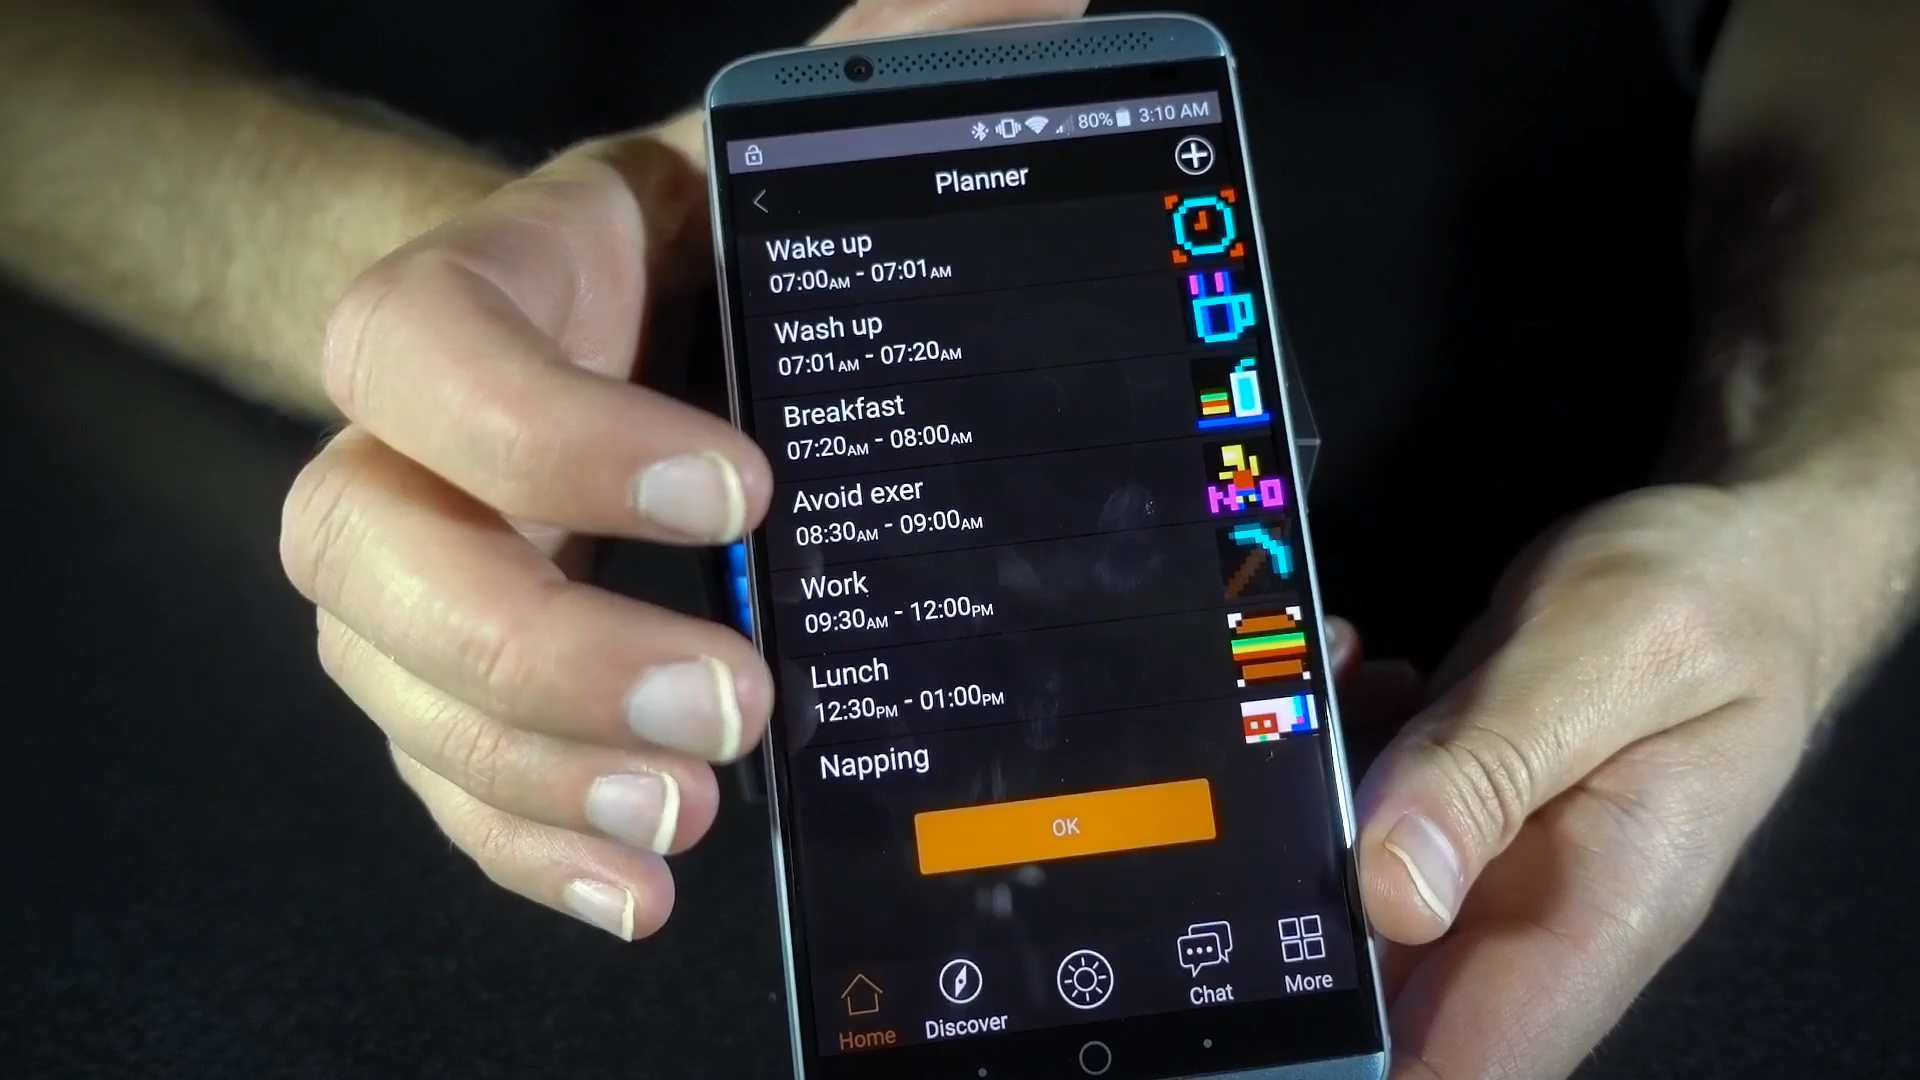 80% 3:10 AM
Planner
Wake up
07:00AM - 07:01AM
Wash up
07:01AM - 07:20AM
Breakfast
07:20AM - 08:00AM
Avoid exer
08:30AM - 09:00AM
NO
Work
09:30AM - 12:00PM
Lunch
12:30PM - 01:00PM
Napping
OK
Home
Discover
Chat
More